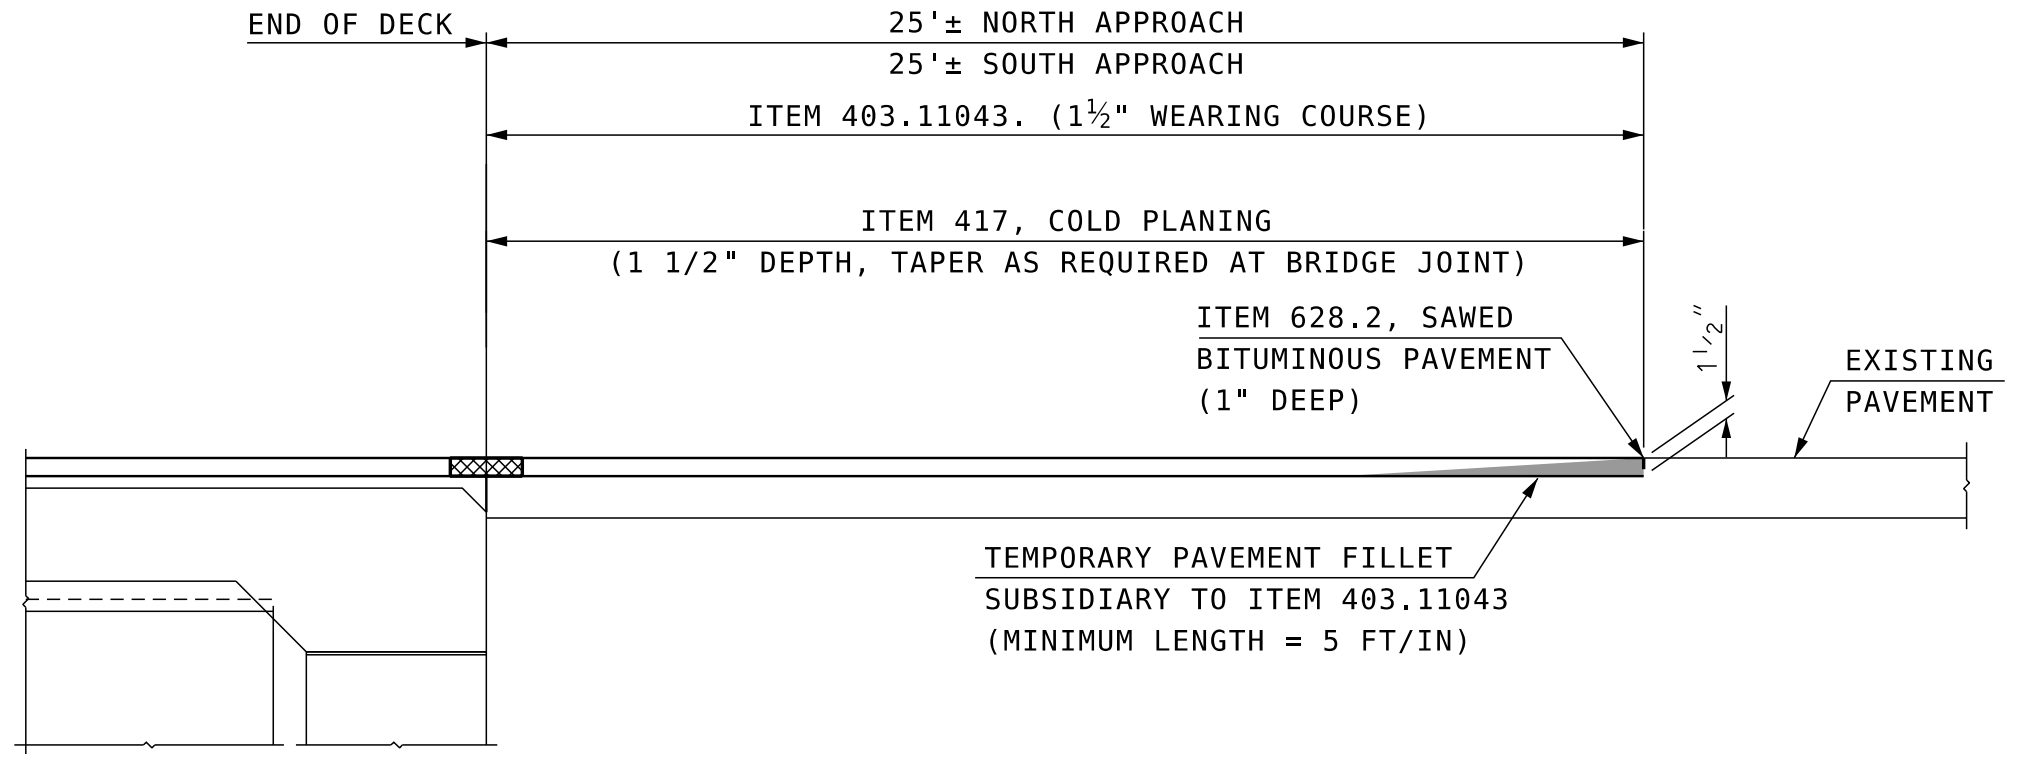 END OF DECK
25'± NORTH APPROACH
25'± SOUTH APPROACH
ITEM 403.11043. (1½" WEARING COURSE)
ITEM 417, COLD PLANING
(1 1/2" DEPTH, TAPER AS REQUIRED AT BRIDGE JOINT)
ITEM 628.2, SAWED
BITUMINOUS PAVEMENT
(1" DEEP)
1 1/2"
EXISTING
PAVEMENT
TEMPORARY PAVEMENT FILLET
SUBSIDIARY TO ITEM 403.11043
(MINIMUM LENGTH = 5 FT/IN)